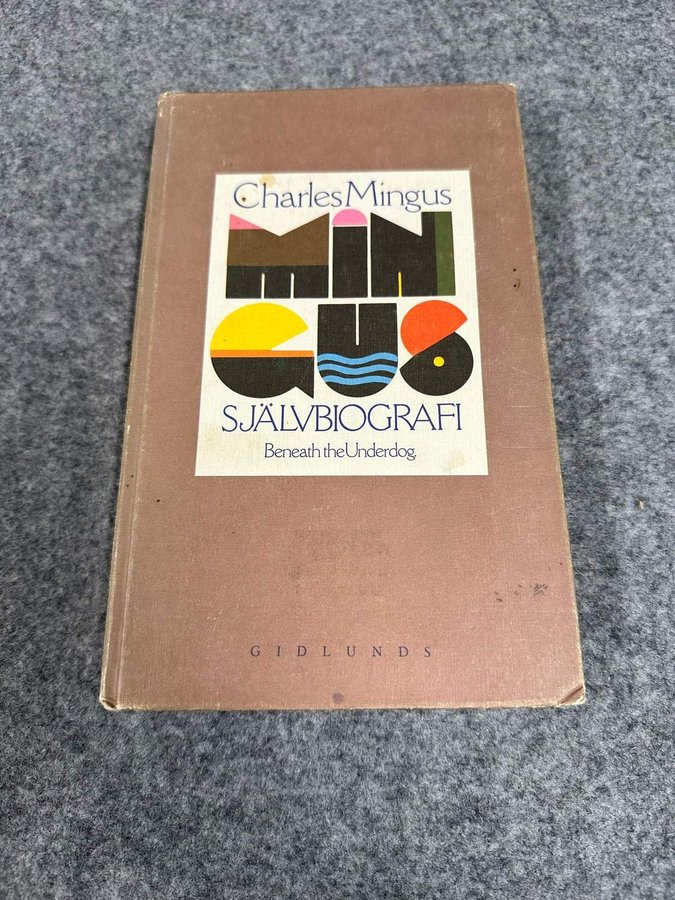 Charles Mingus
MiN
GUS
SJÄLVBIOGRAFI
Beneath the Underdog.
GIDLUNDS